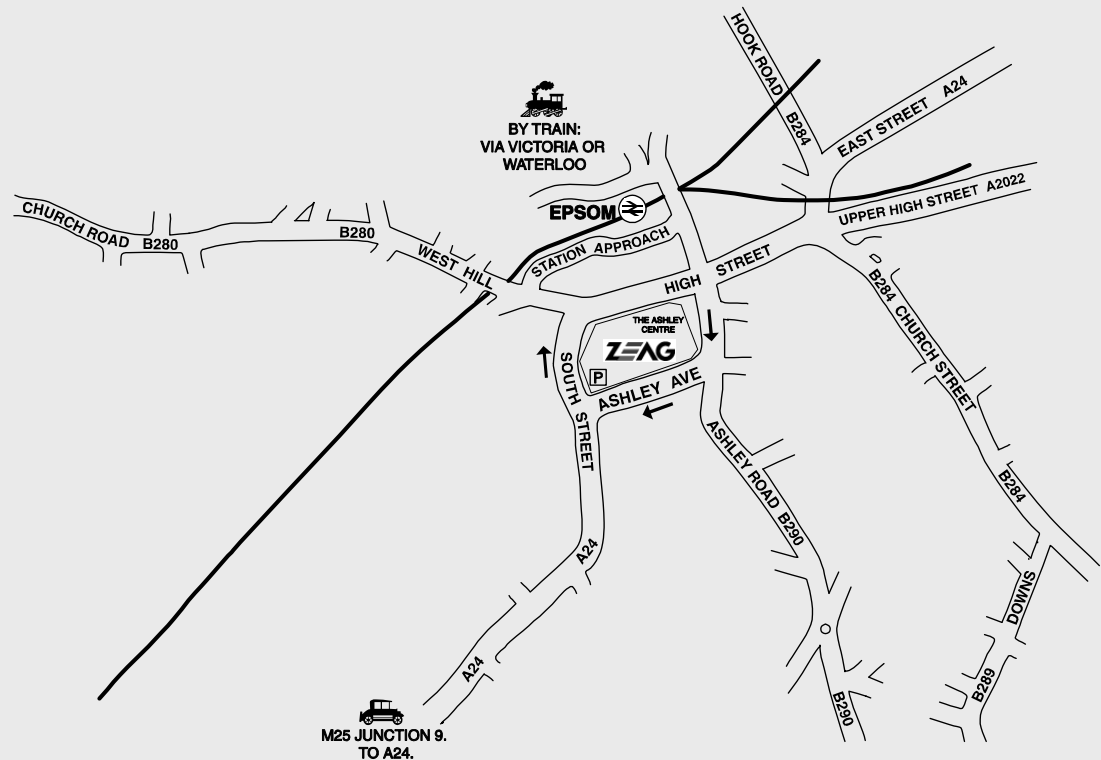 HOOK ROAD B284
EAST STREET A24
BY TRAIN:
VIA VICTORIA OR
WATERLOO
UPPER HIGH STREET A2022
CHURCH ROAD B280
B280
EPSOM
STATION APPROACH
WEST HILL
HIGH STREET
B284 CHURCH STREET
THE ASHLEY
CENTRE
ZEAG
P
SOUTH STREET
ASHLEY AVE
ASHLEY ROAD B290
B284
A24
DOWNS
A24
B289
B290
M25 JUNCTION 9.
TO A24.